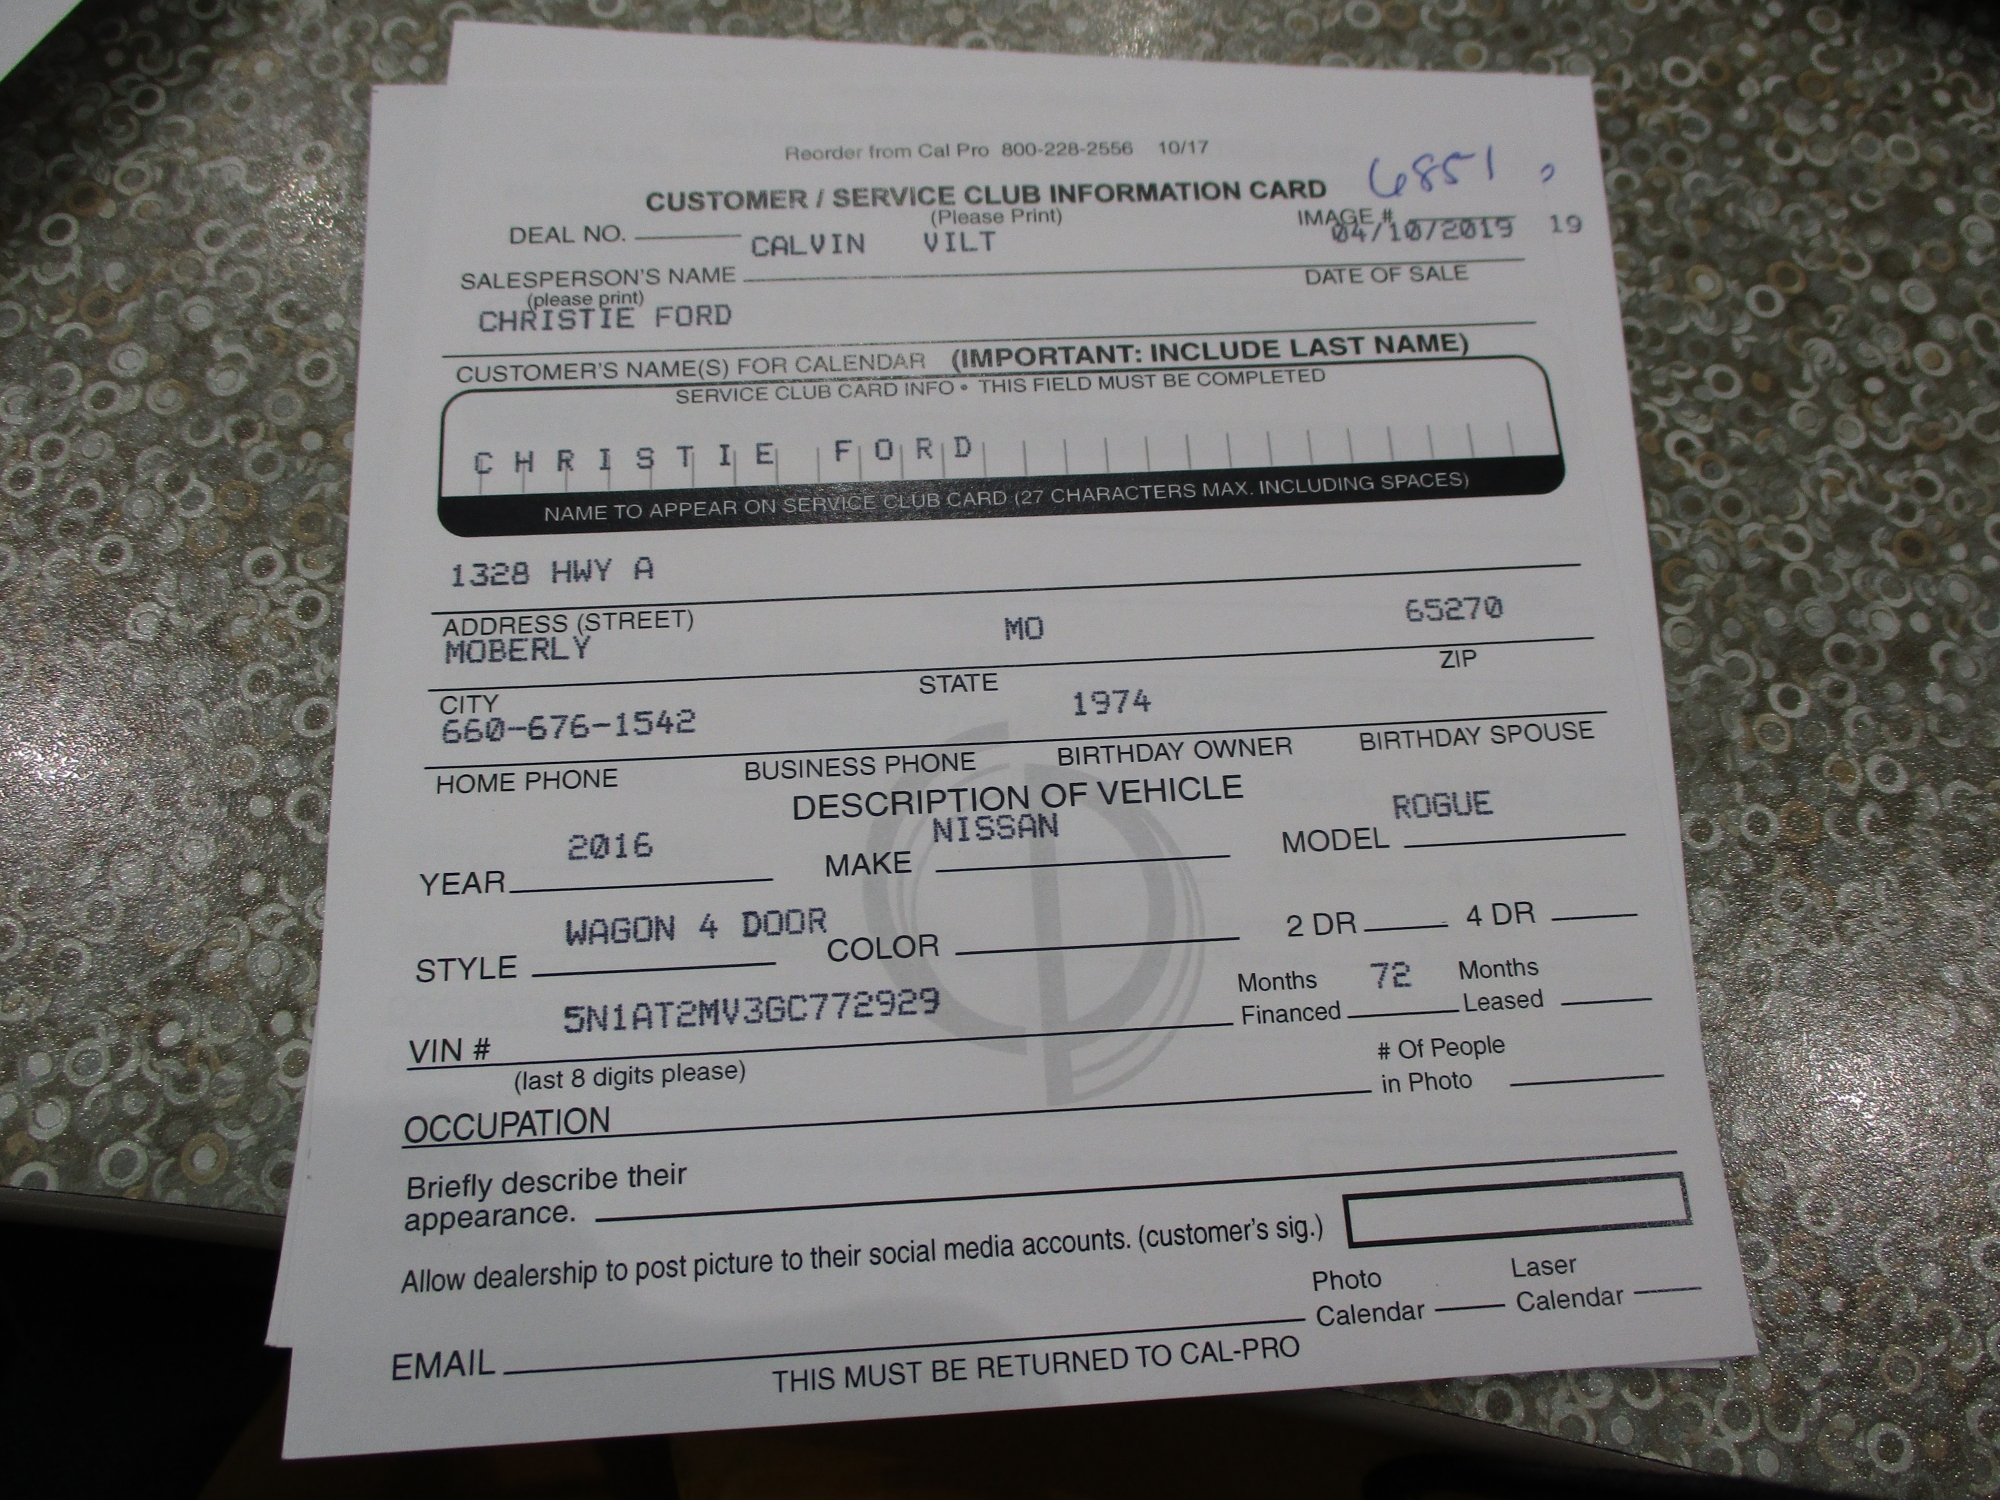 Reorder from Cal Pro 800-228-2556 10/17
6851
CUSTOMER / SERVICE CLUB INFORMATION CARD
(Please Print)
DEAL NO. IMAGE #
CALVIN VILT 04/10/2019 19
SALESPERSON'S NAME DATE OF SALE
(please print)
CHRISTIE FORD
CUSTOMER'S NAME(S) FOR CALENDAR (IMPORTANT: INCLUDE LAST NAME)
SERVICE CLUB CARD INFO • THIS FIELD MUST BE COMPLETED
CHRISTIE FORD
NAME TO APPEAR ON SERVICE CLUB CARD (27 CHARACTERS MAX. INCLUDING SPACES)
1328 HWY A
ADDRESS (STREET)
MOBERLY MO 65270
CITY STATE ZIP
660-676-1542 1974
HOME PHONE BUSINESS PHONE BIRTHDAY OWNER BIRTHDAY SPOUSE
DESCRIPTION OF VEHICLE
2016 NISSAN ROGUE
YEAR MAKE MODEL
WAGON 4 DOOR
STYLE COLOR 2 DR 4 DR
5N1AT2MV3GC772929 Months 72 Months
VIN # Financed Leased
(last 8 digits please) # Of People
OCCUPATION in Photo
Briefly describe their
appearance.
Allow dealership to post picture to their social media accounts. (customer's sig.)
Photo Laser
Calendar Calendar
EMAIL
THIS MUST BE RETURNED TO CAL-PRO